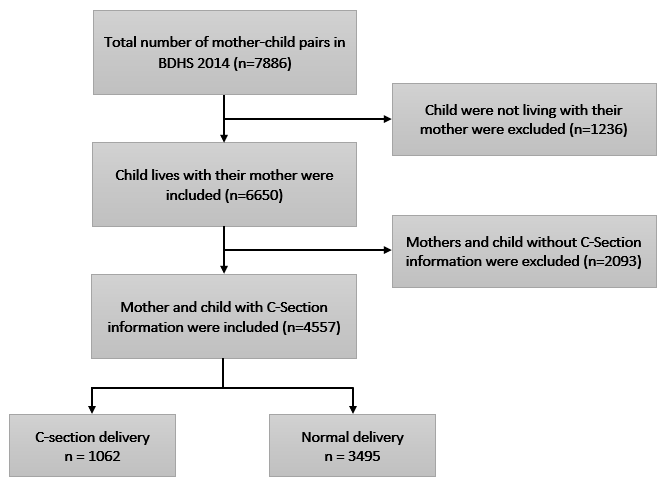 Total number of mother-child pairs in
BDHS 2014 (n=7886)
Child were not living with their
mother were excluded (n=1236)
Child lives with their mother were
included (n=6650)
Mothers and child without C-Section
information were excluded (n=2093)
Mother and child with C-Section
information were included (n=4557)
C-section delivery
n = 1062
Normal delivery
n = 3495